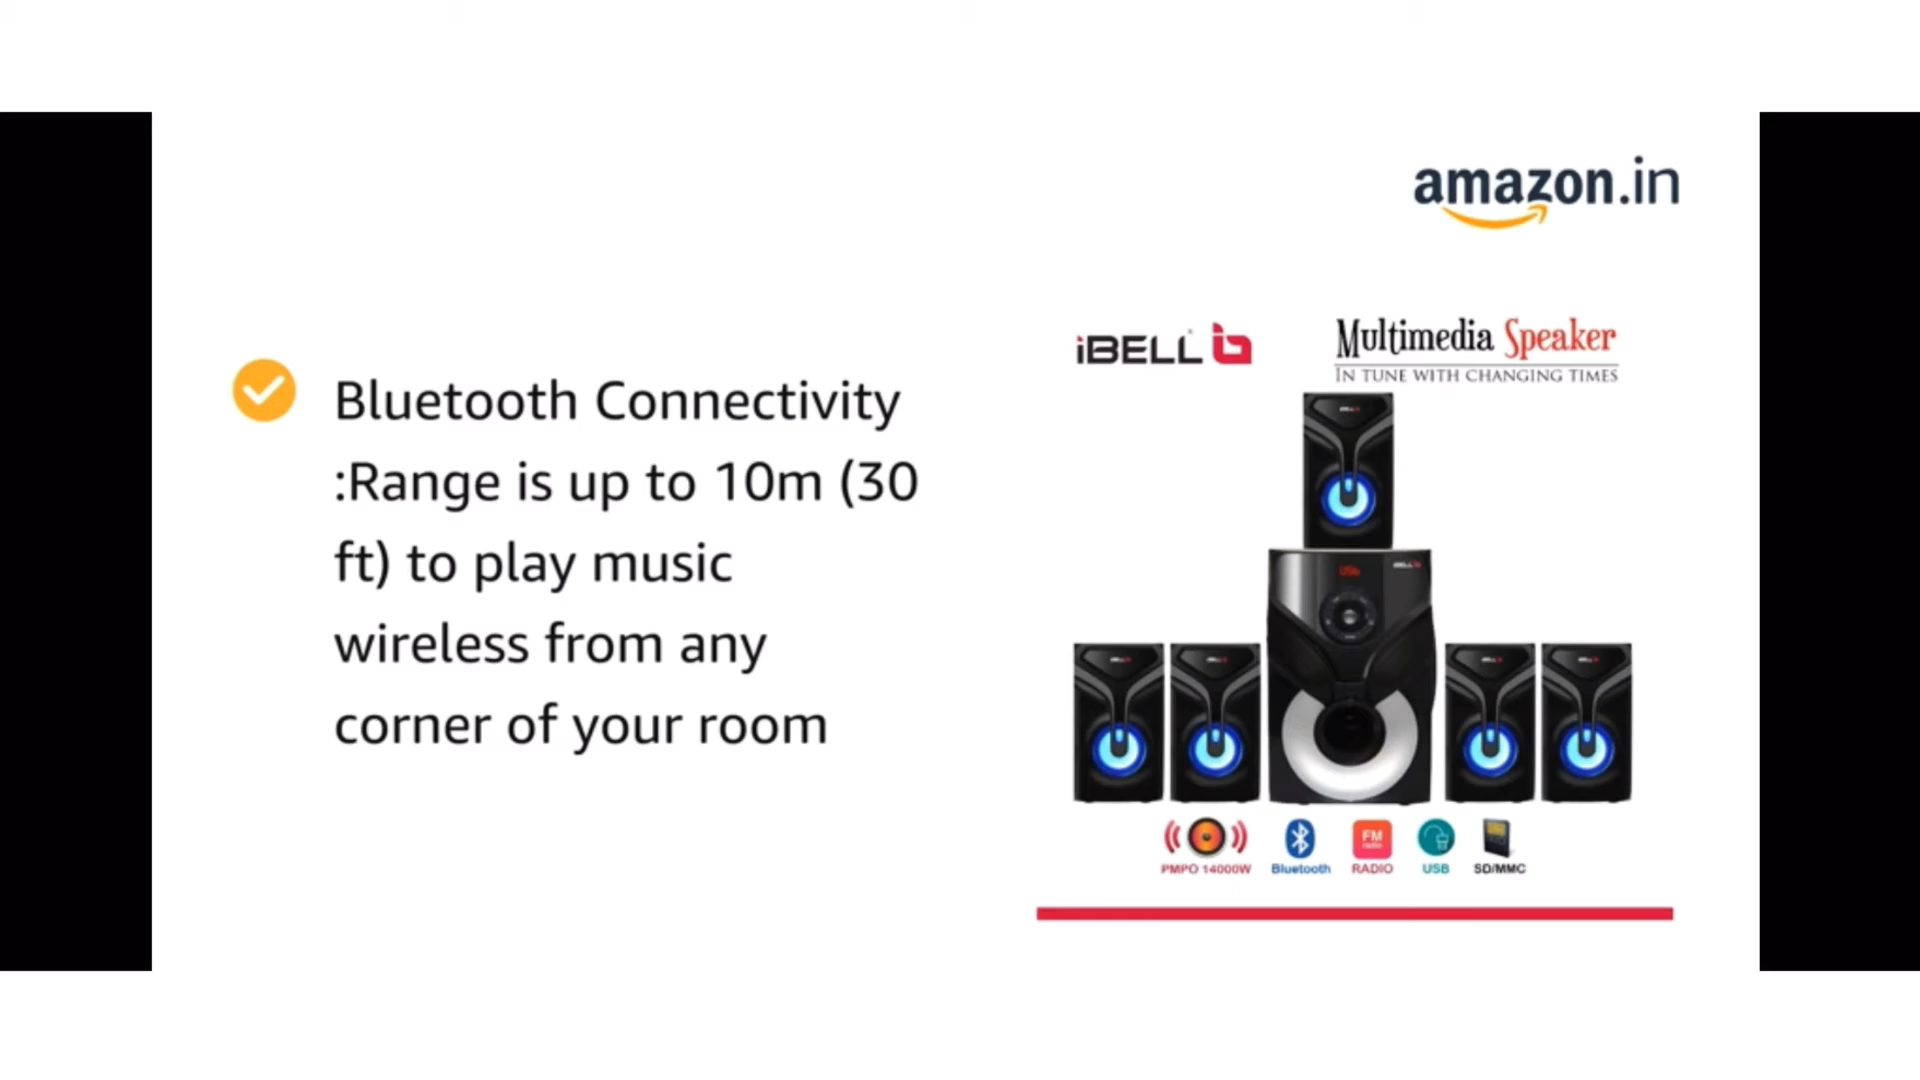 amazon.in
iBELL
Multimedia Speaker
IN TUNE WITH CHANGING TIMES
Bluetooth Connectivity
:Range is up to 10m (30
ft) to play music
wireless from any
corner of your room
PMPO 14000W
Bluetooth
FM
radio
RADIO
USB
SD/MMC